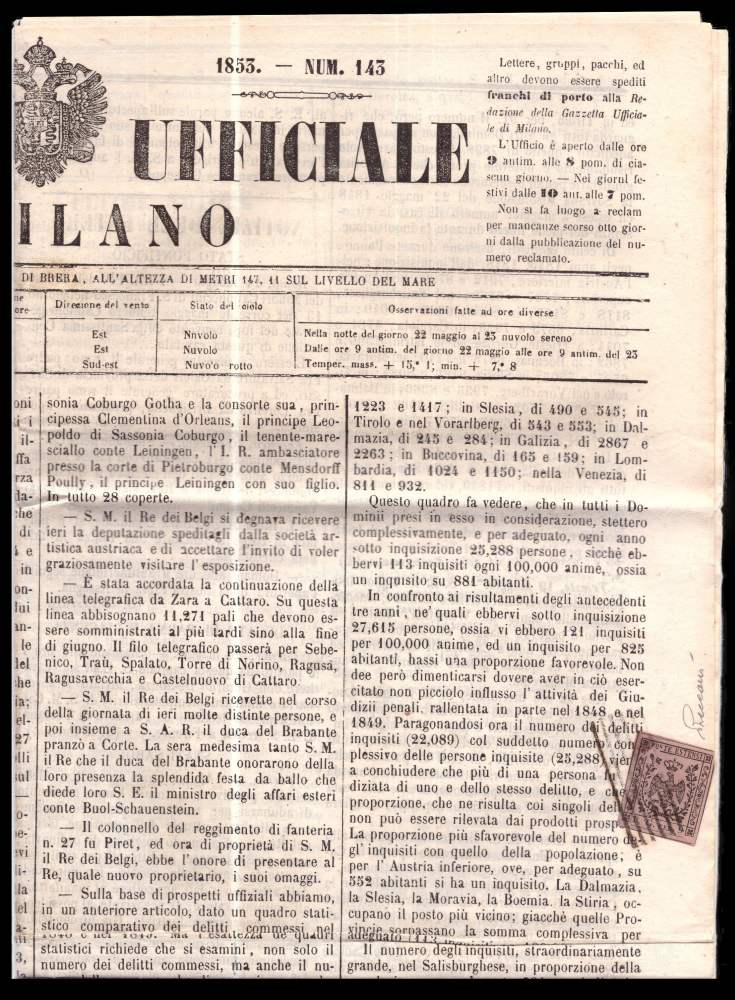 1853. — NUM. 143
UFFICIALE
ILANO
Lettere, gruppi, pacchi, ed
altro devono essere spediti
franchi di porto alla Re-
dazione della Gazzetta Ufficia-
le di Milano.
L'Ufficio è aperto dalle ore
9 antim. alle 8 pom. di cia-
scun giorno. — Nei giorni fe-
stivi dalle 10 ant. alle 7 pom.
Non si fa luogo a reclam
per mancanze scorso otto gior-
ni dalla pubblicazione del nu-
mero reclamato.
DI BRERA, ALL'ALTEZZA DI METRI 147, 11 SUL LIVELLO DEL MARE
Direzione del vento
Est
Est
Sud-est
Stato del cielo
Nuvolo
Nuvolo
Nuvo'o rotto
Osservazioni fatte ad ore diverse
Nella notte del giorno 22 maggio al 23 nuvolo sereno
Dalle ore 9 antim. del giorno 22 maggio alle ore 9 antim. del 23
Temper. mass. + 15,° 1; min. + 7,° 8
sonia Coburgo Gotha e la consorte sua, prin-
cipessa Clementina d'Orleans, il principe Leo-
poldo di Sassonia Coburgo, il tenente-mare-
sciallo conte Leiningen, l'I. R. ambasciatore
presso la corte di Pietroburgo conte Mensdorff
Poully, il principe Leiningen con suo figlio.
In tutto 28 coperte.
— S. M. il Re dei Belgi si degnava ricevere
ieri la deputazione speditagli dalla società ar-
tistica austriaca e di accettare l'invito di voler
graziosamente visitare l'esposizione.
— È stata accordata la continuazione della
linea telegrafica da Zara a Cattaro. Su questa
linea abbisognano 11,271 pali che devono es-
sere somministrati al più tardi sino alla fine
di giugno. Il filo telegrafico passerà per Sebe-
nico, Traù, Spalato, Torre di Norino, Ragusa,
Ragusavecchia e Castelnuovo di Cattaro.
— S. M. il Re dei Belgi ricevette nel corso
della giornata di ieri molte distinte persone, e
poi insieme a S. A. R. il duca del Brabante
pranzò a Corte. La sera medesima tanto S. M.
il Re che il duca del Brabante onorarono della
loro presenza la splendida festa da ballo che
diede loro S. E. il ministro degli affari esteri
conte Buol-Schauenstein.
— Il colonnello del reggimento di fanteria
n. 27 fu Piret, ed ora di proprietà di S. M.
il Re dei Belgi, ebbe l'onore di presentare al
Re, quale nuovo proprietario, i suoi omaggi.
— Sulla base di prospetti uffiziali abbiamo,
in un anteriore articolo, dato un quadro stati-
stico comparativo dei delitti commessi nel
statistici richiede che si esamini, non solo il
numero dei delitti commessi, ma anche il nu-
1223 e 1417; in Slesia, di 490 e 545; in
Tirolo e nel Vorarlberg, di 543 e 553; in Dal-
mazia, di 245 e 284; in Galizia, di 2867 e
2263; in Buccovina, di 165 e 159; in Lom-
bardia, di 1024 e 1150; nella Venezia, di
811 e 932.
Questo quadro fa vedere, che in tutti i Do-
minii presi in esso in considerazione, stettero
complessivamente, e per adeguato, ogni anno
sotto inquisizione 25,288 persone, sicchè eb-
bervi 113 inquisiti ogni 100,000 anime, ossia
un inquisito su 881 abitanti.
In confronto ai risultamenti degli antecedenti
tre anni, ne' quali ebbervi sotto inquisizione
27,615 persone, ossia vi ebbero 121 inquisiti
per 100,000 anime, ed un inquisito per 825
abitanti, hassi una proporzione favorevole. Non
dee però dimenticarsi dovere aver in ciò eser-
citato non picciolo influsso l'attività dei Giu-
dizii penali, rallentata in parte nel 1848 e nel
1849. Paragonandosi ora il numero dei delitti
inquisiti (22,089) col suddetto numero com-
plessivo delle persone inquisite (25,288) vien
a conchiudere che più di una persona fu
diziata di uno e dello stesso delitto, e che
proporzione, che ne risulta coi singoli del
non può essere rilevata dai prodotti prosp
La proporzione più sfavorevole del numero de-
gl' inquisiti con quello della popolazione, è
per l'Austria inferiore, ove, per adeguato, su
552 abitanti si ha un inquisito. La Dalmazia,
la Slesia, la Moravia, la Boemia, la Stiria, oc-
cupano il posto più vicino; giacchè quelle Pro-
vincie sorpassano la somma complessiva per
Il numero degli inquisiti, straordinariamente
grande, nel Salisburghese, in proporzione della
POSTE ESTENSI